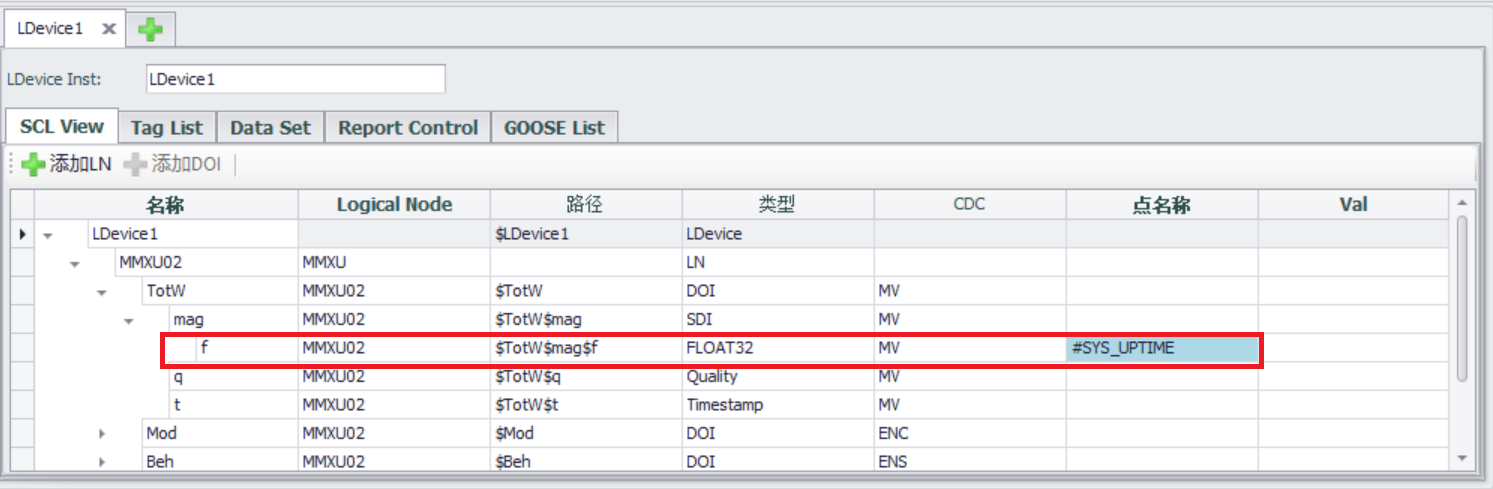 LDevice1
LDevice Inst: LDevice1
SCL View Tag List Data Set Report Control GOOSE List
添加LN 添加DOI
名称 Logical Node 路径 类型 CDC 点名称 Val
LDevice1 $LDevice1 LDevice
MMXU02 MMXU LN
TotW MMXU02 $TotW DOI MV
mag MMXU02 $TotW$mag SDI MV
f MMXU02 $TotW$mag$f FLOAT32 MV #SYS_UPTIME
q MMXU02 $TotW$q Quality MV
t MMXU02 $TotW$t Timestamp MV
Mod MMXU02 $Mod DOI ENC
Beh MMXU02 $Beh DOI ENS